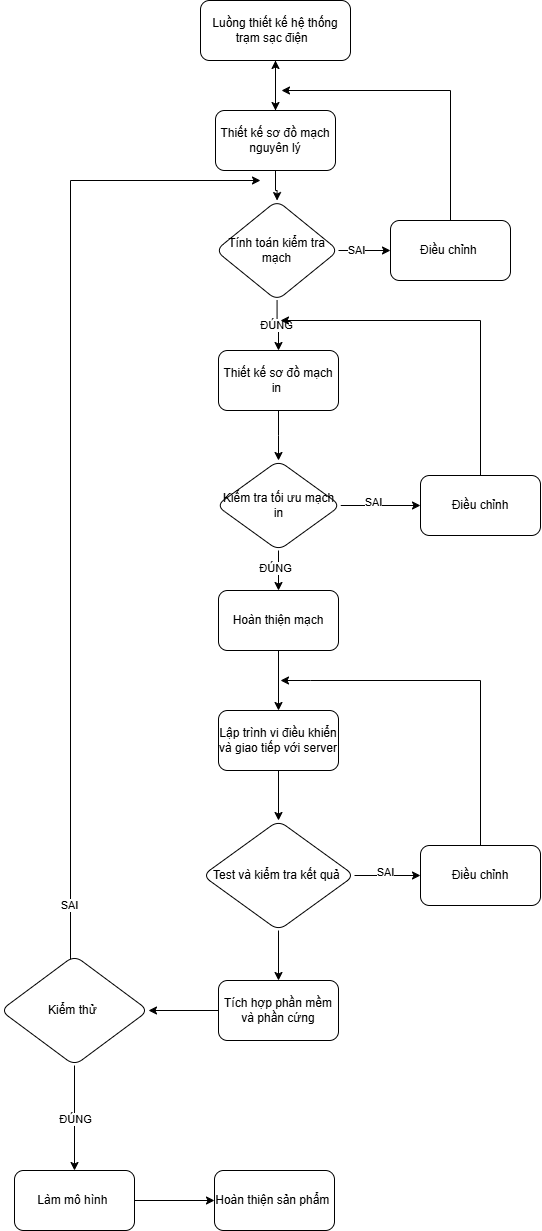 Luồng thiết kế hệ thống
trạm sạc điện
Thiết kế sơ đồ mạch
nguyên lý
Tính toán kiểm tra
mạch
SAI
Điều chỉnh
ĐÚNG
Thiết kế sơ đồ mạch
in
Kiểm tra tối ưu mạch
in
SAI
Điều chỉnh
ĐÚNG
Hoàn thiện mạch
Lập trình vi điều khiển
và giao tiếp với server
Test và kiểm tra kết quả
SAI
Điều chỉnh
SAI
Tích hợp phần mềm
và phần cứng
Kiểm thử
ĐÚNG
Làm mô hình
Hoàn thiện sản phẩm